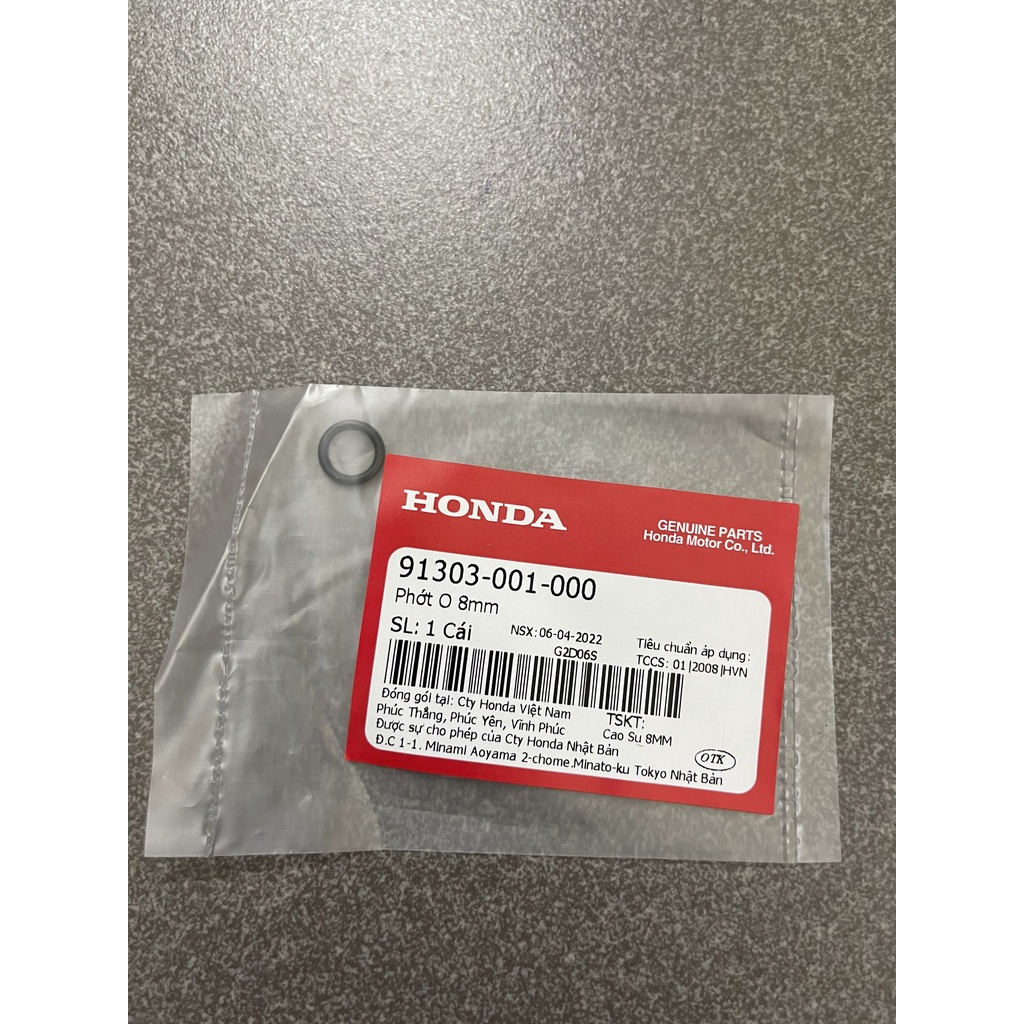 HONDA
GENUINE PARTS
Honda Motor Co., Ltd.
91303-001-000
Phớt O 8mm
SL: 1 Cái
NSX: 06-04-2022
G2D06S
Tiêu chuẩn áp dụng:
TCCS: 01|2008|HVN
Đóng gói tại: Cty Honda Việt Nam
Phúc Thắng, Phúc Yên, Vĩnh Phúc
TSKT:
Cao Su 8MM
Được sự cho phép của Cty Honda Nhật Bản
Đ.C 1-1. Minami Aoyama 2-chome.Minato-ku Tokyo Nhật Bản
OTK